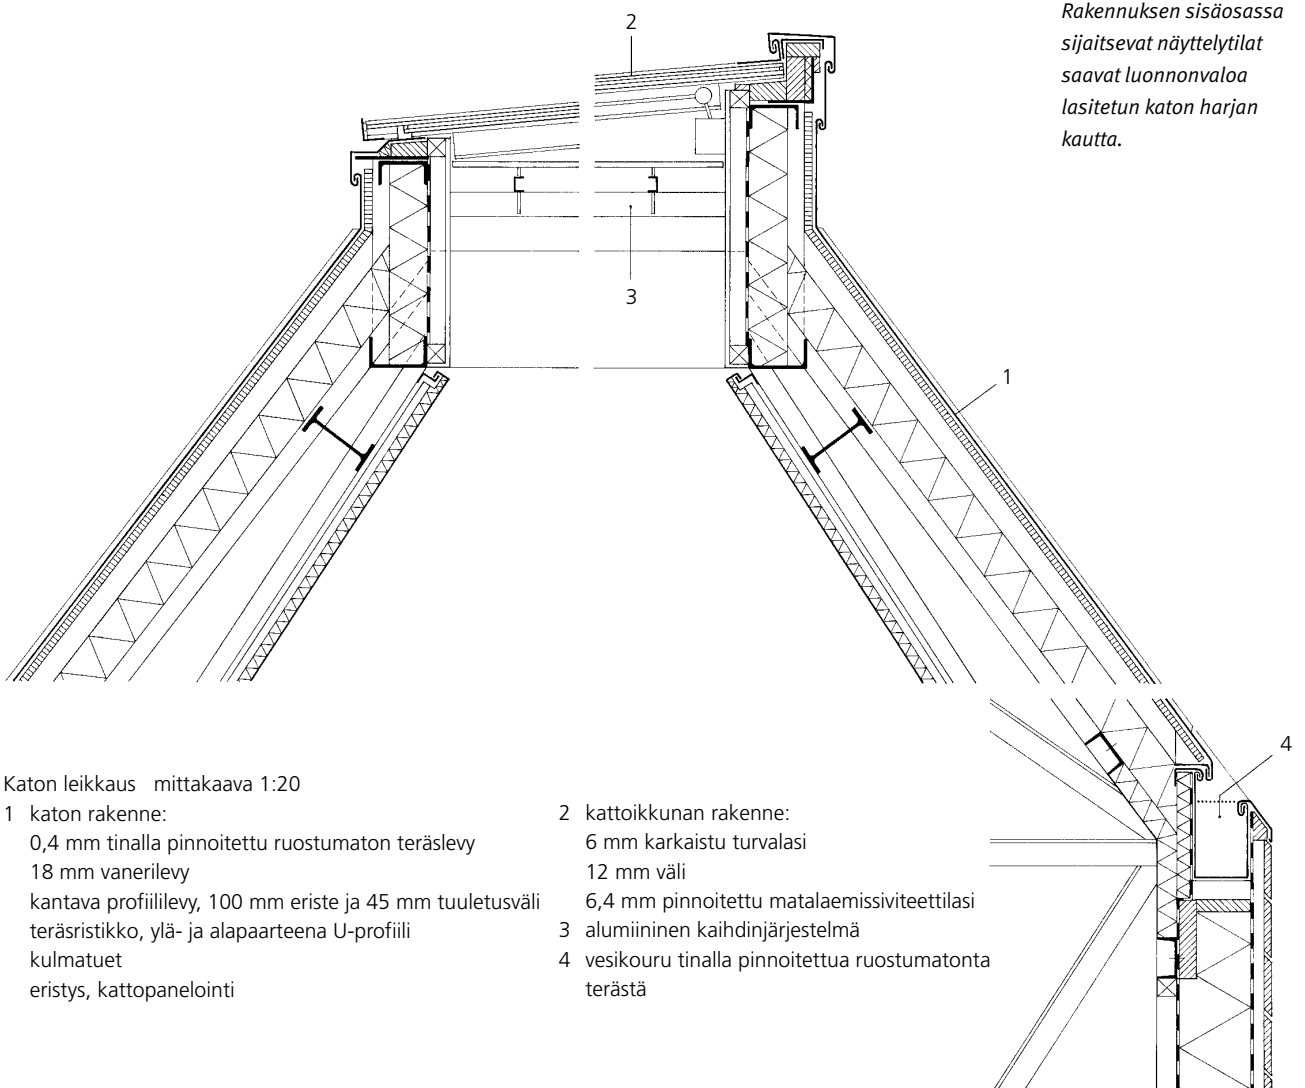 Rakennuksen sisäosassa
sijaitsevat näyttelytilat
saavat luonnonvaloa
lasitetun katon harjan
kautta.
2
3
1
4
Katon leikkaus mittakaava 1:20
1 katon rakenne:
0,4 mm tinalla pinnoitettu ruostumaton teräslevy
18 mm vanerilevy
kantava profiililevy, 100 mm eriste ja 45 mm tuuletusväli
teräsristikko, ylä- ja alapaarteena U-profiili
kulmatuet
eristys, kattopanelointi
2 kattoikkunan rakenne:
6 mm karkaistu turvalasi
12 mm väli
6,4 mm pinnoitettu matalaemissiviteettilasi
3 alumiininen kaihdinjärjestelmä
4 vesikouru tinalla pinnoitettua ruostumatonta
terästä